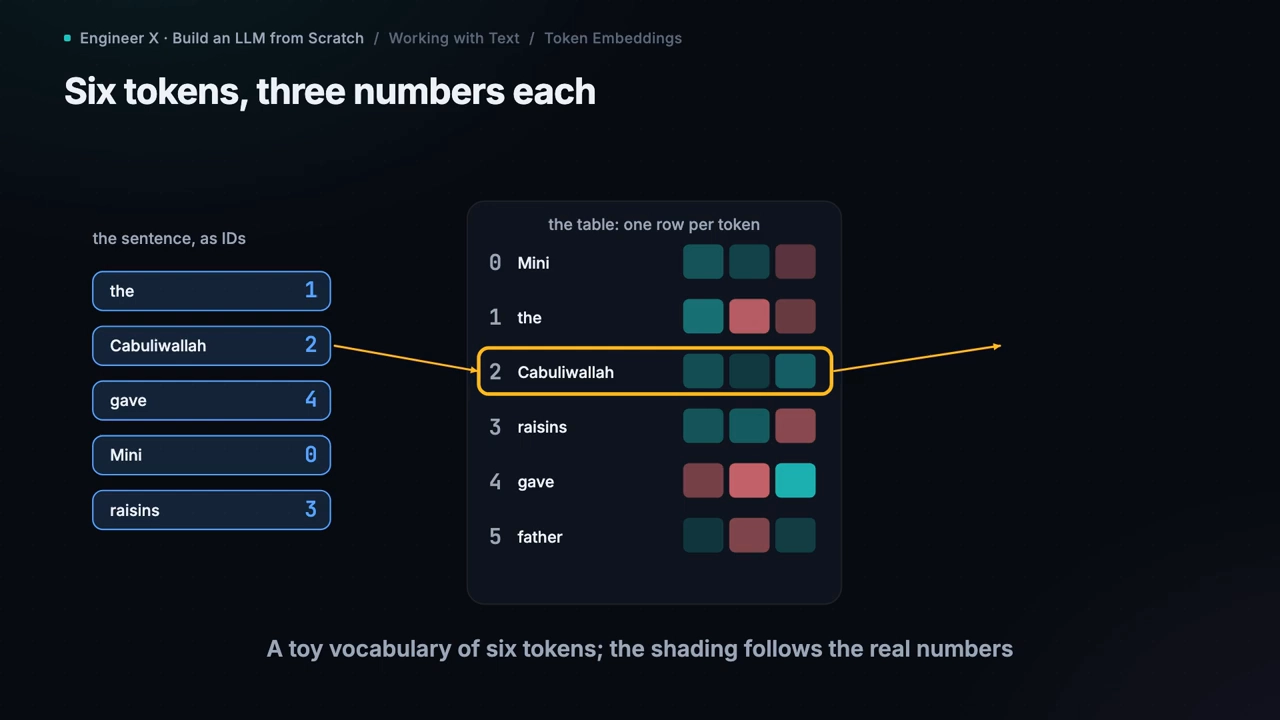 Engineer X · Build an LLM from Scratch / Working with Text / Token Embeddings
Six tokens, three numbers each
the sentence, as IDs
the 1
Cabuliwallah 2
gave 4
Mini 0
raisins 3
the table: one row per token
0 Mini
1 the
2 Cabuliwallah
3 raisins
4 gave
5 father
A toy vocabulary of six tokens; the shading follows the real numbers